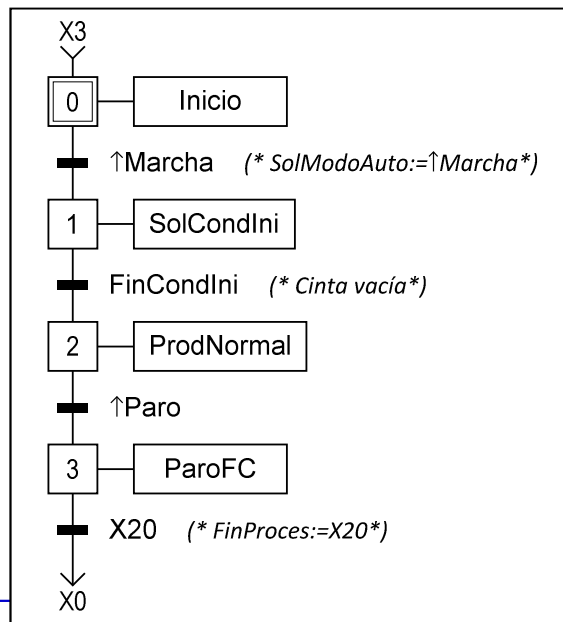 X3
0 Inicio
↑Marcha (* SolModoAuto:=↑Marcha*)
1 SolCondIni
FinCondIni (* Cinta vacía*)
2 ProdNormal
↑Paro
3 ParoFC
X20 (* FinProces:=X20*)
X0